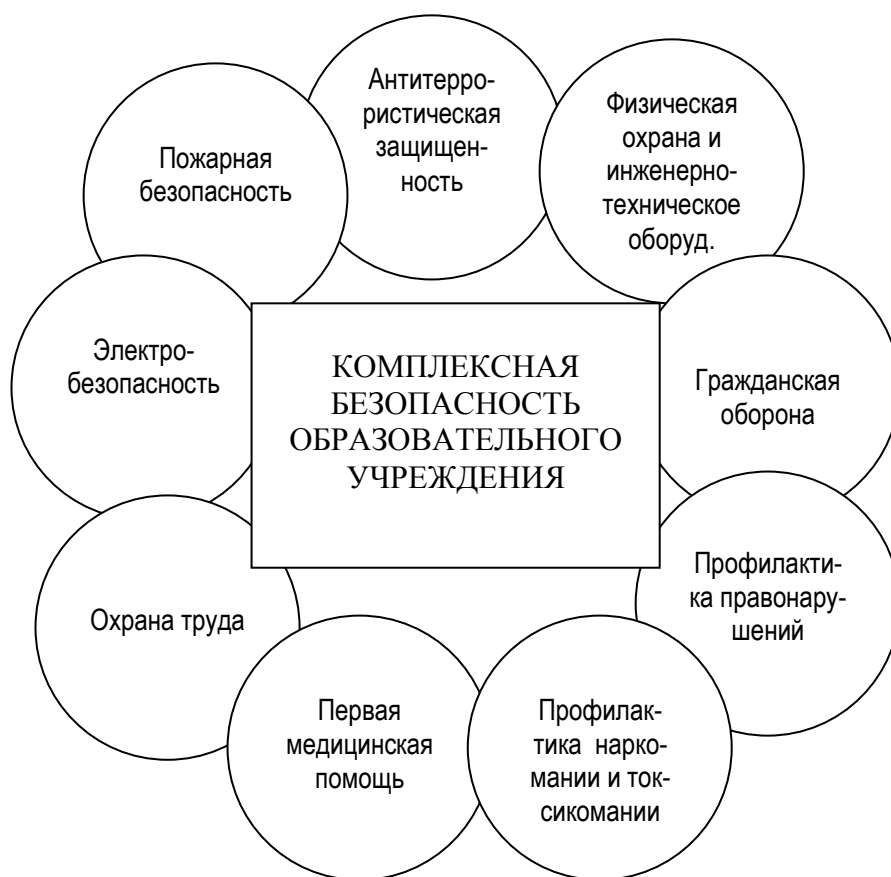 Антитерро-
ристическая
защищен-
ность
Физическая
охрана и
инженерно-
техническое
оборуд.
Пожарная
безопасность
Электро-
безопасность
КОМПЛЕКСНАЯ
БЕЗОПАСНОСТЬ
ОБРАЗОВАТЕЛЬНОГО
УЧРЕЖДЕНИЯ
Гражданская
оборона
Профилакти-
ка правонару-
шений
Охрана труда
Первая
медицинская
помощь
Профилак-
тика нарко-
мании и ток-
сикомании